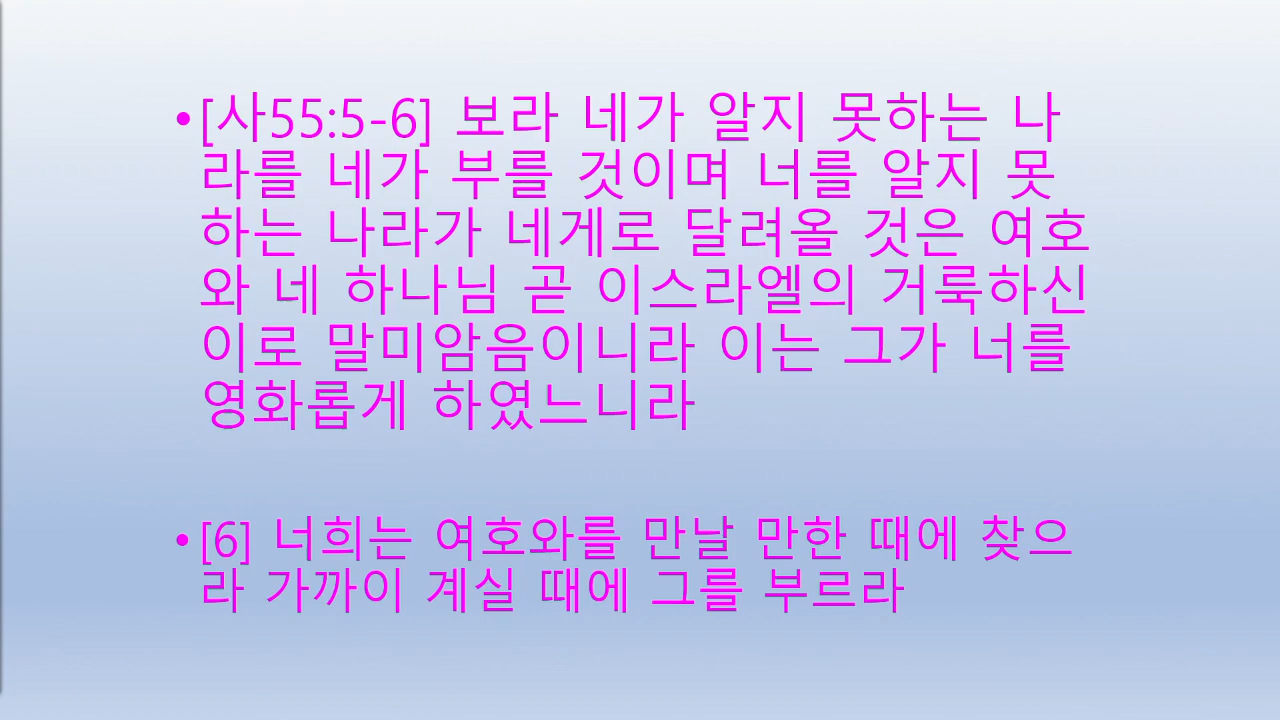 •[사55:5-6] 보라 네가 알지 못하는 나
라를 네가 부를 것이며 너를 알지 못
하는 나라가 네게로 달려올 것은 여호
와 네 하나님 곧 이스라엘의 거룩하신
이로 말미암음이니라 이는 그가 너를
영화롭게 하였느니라
•[6] 너희는 여호와를 만날 만한 때에 찾으
라 가까이 계실 때에 그를 부르라